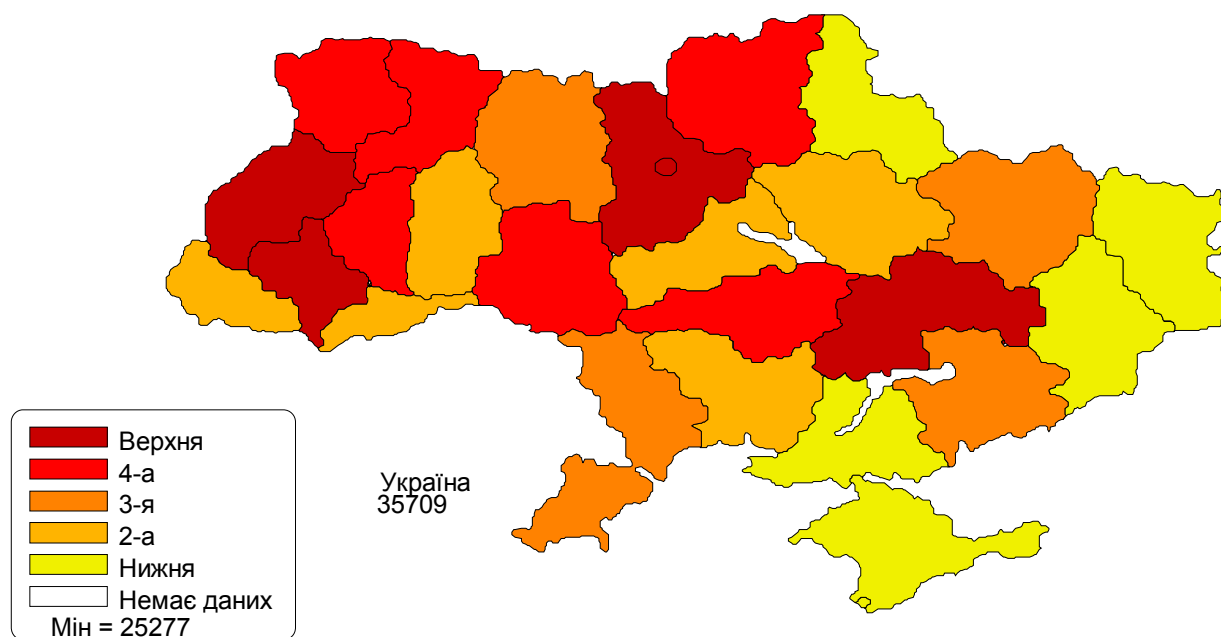 Верхня
4-а
3-я
2-а
Нижня
Немає даних
Мін = 25277
Україна
35709